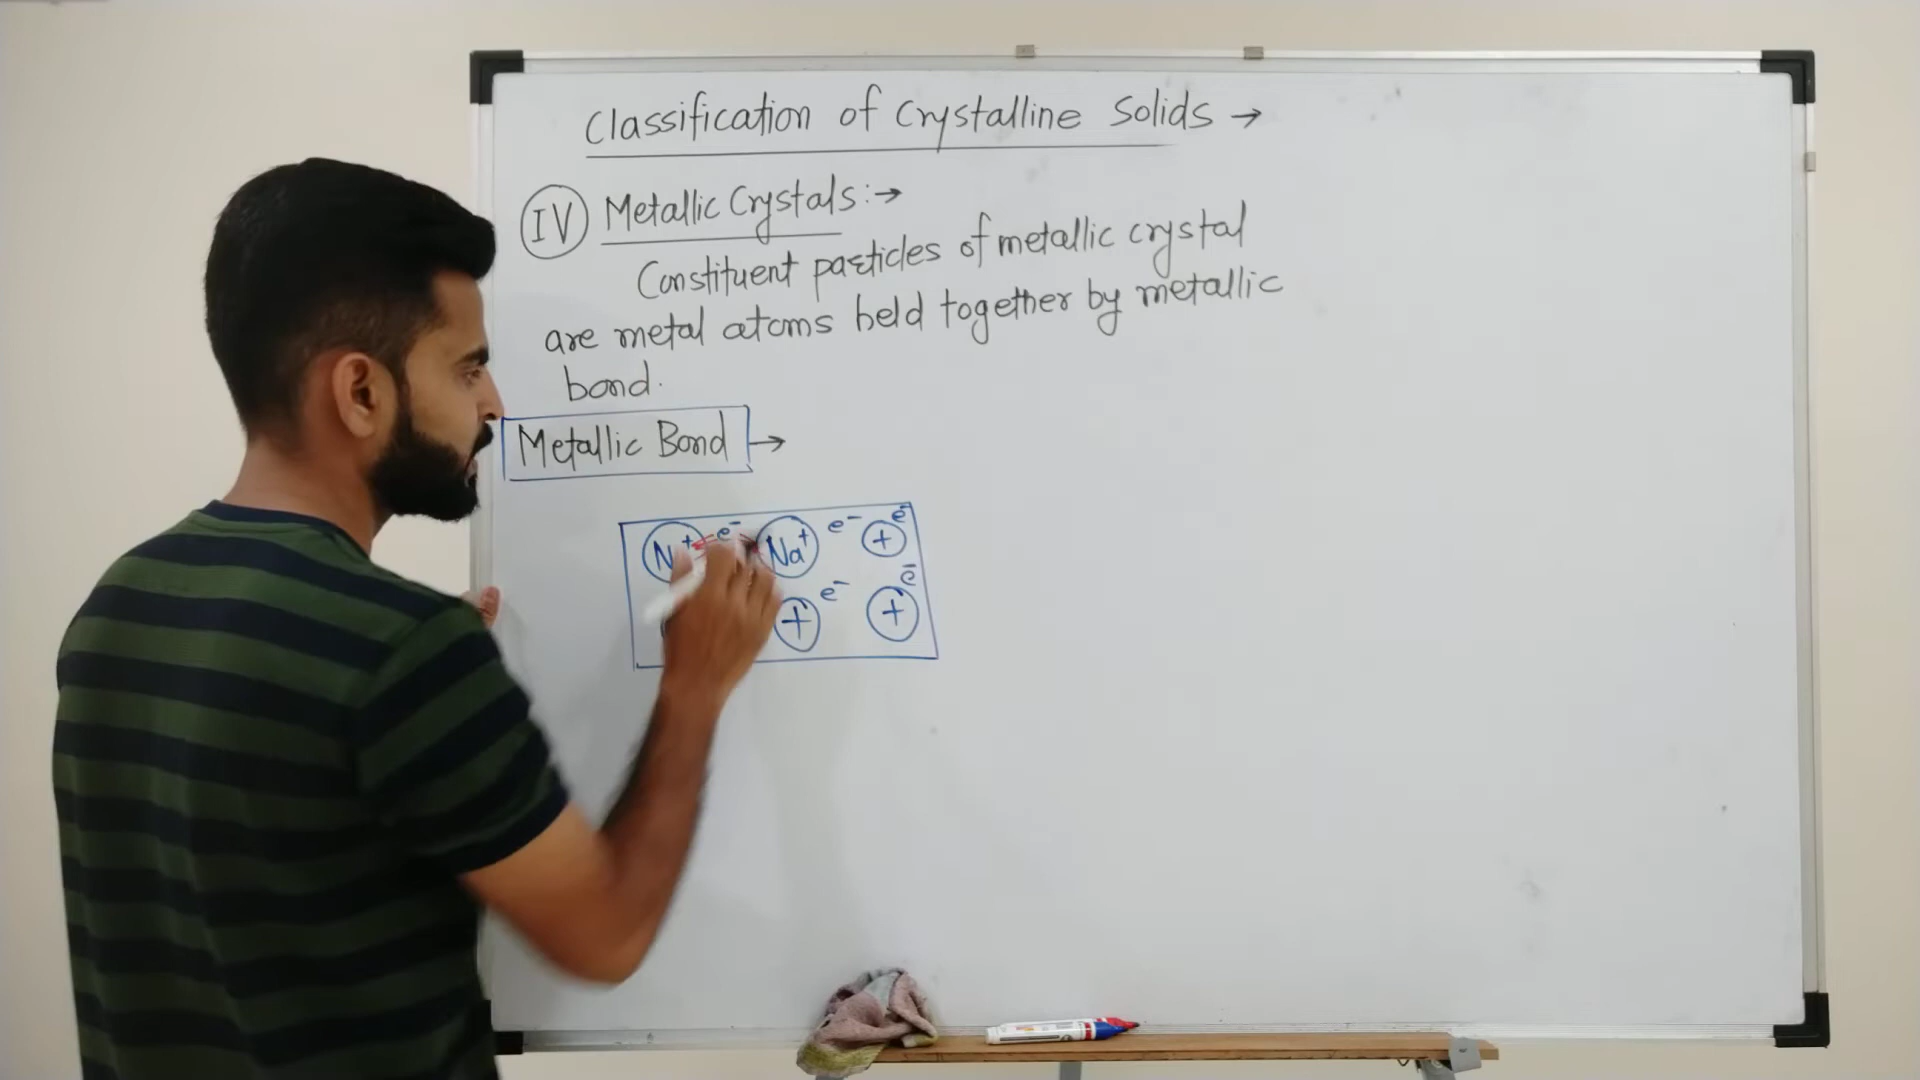 Classification of Crystalline Solids →
IV Metallic Crystals :→
Constituent particles of metallic crystal
are metal atoms held together by metallic
bond.
Metallic Bond →
N + e⁻ Na⁺ e⁻ + e⁻
+ e⁻ + e⁻